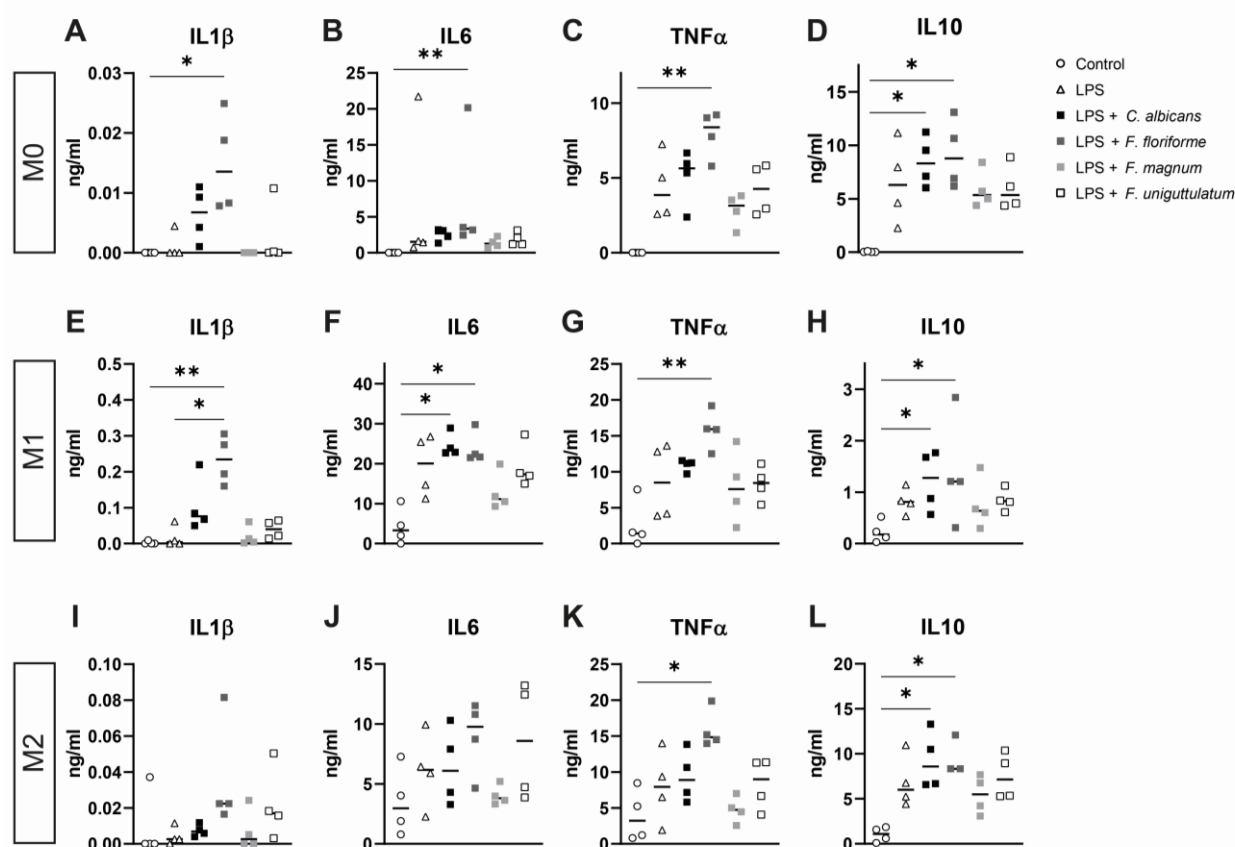 A IL1β
B IL6
C TNFα
D IL10
M0
ng/ml
0.03
0.02
0.01
0.00
*
ng/ml
25
20
15
10
5
0
**
ng/ml
10
5
0
**
ng/ml
15
10
5
0
*
*
Control
LPS
LPS + C. albicans
LPS + F. floriforme
LPS + F. magnum
LPS + F. uniguttulatum
E IL1β
F IL6
G TNFα
H IL10
M1
ng/ml
0.5
0.4
0.3
0.2
0.1
0.0
**
*
ng/ml
40
30
20
10
0
*
*
ng/ml
25
20
15
10
5
0
**
ng/ml
3
2
1
0
*
*
I IL1β
J IL6
K TNFα
L IL10
M2
ng/ml
0.10
0.08
0.06
0.04
0.02
0.00
ng/ml
15
10
5
0
ng/ml
25
20
15
10
5
0
*
ng/ml
20
15
10
5
0
*
*